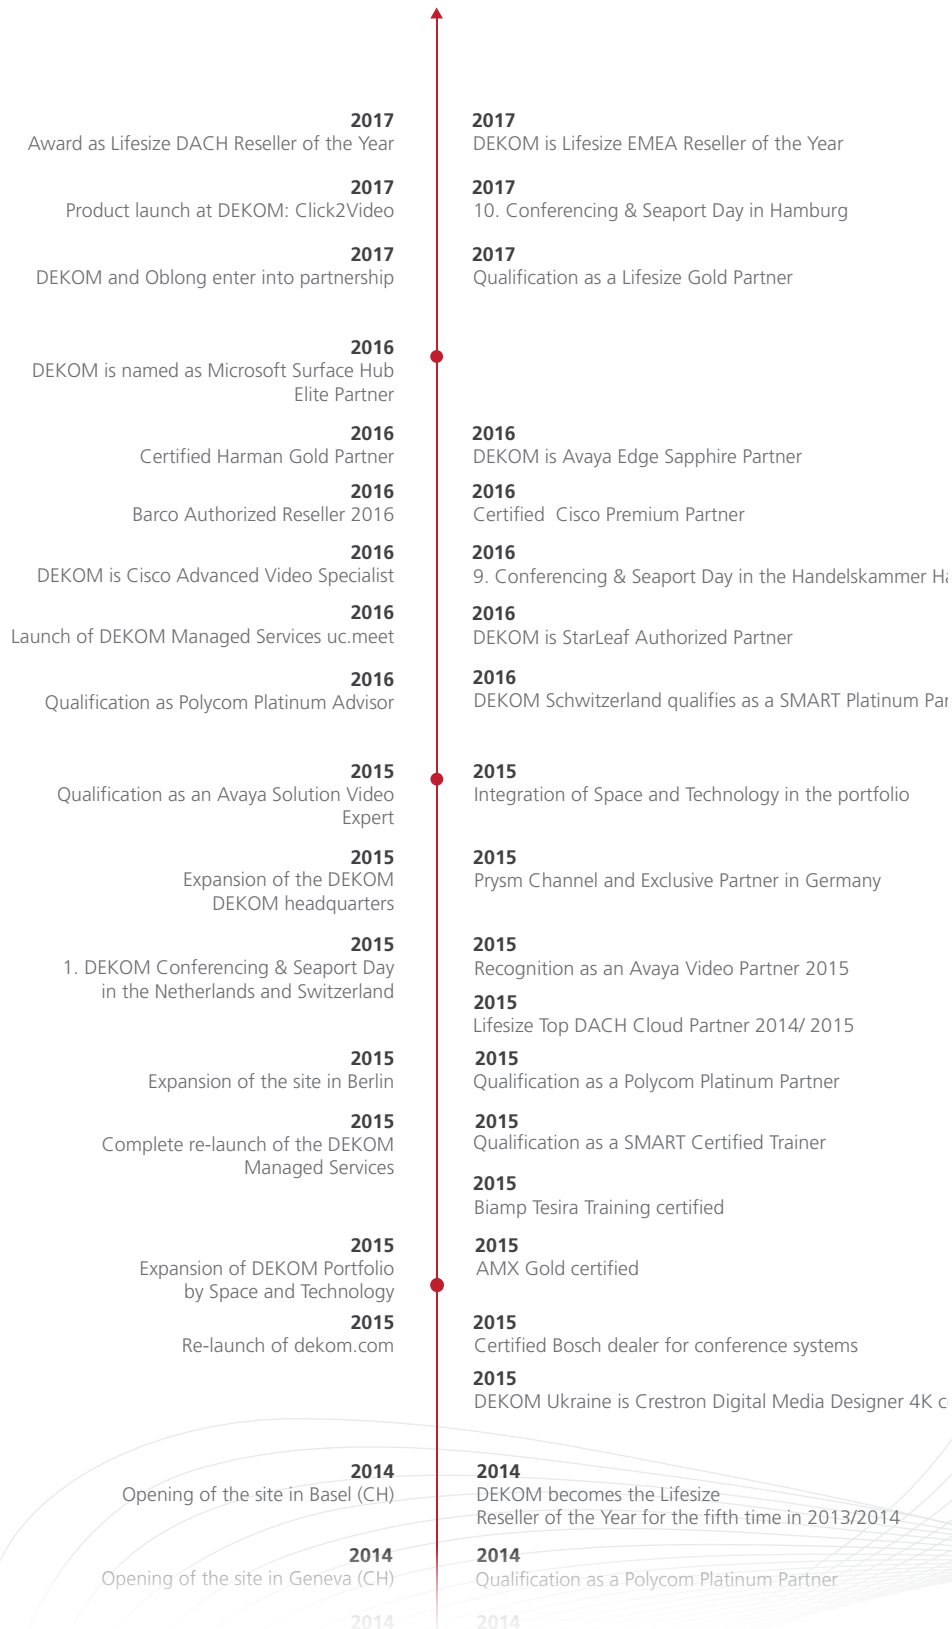 2017
Award as Lifesize DACH Reseller of the Year
2017
DEKOM is Lifesize EMEA Reseller of the Year
2017
Product launch at DEKOM: Click2Video
2017
10. Conferencing & Seaport Day in Hamburg
2017
DEKOM and Oblong enter into partnership
2017
Qualification as a Lifesize Gold Partner
2016
DEKOM is named as Microsoft Surface Hub
Elite Partner
2016
Certified Harman Gold Partner
2016
DEKOM is Avaya Edge Sapphire Partner
2016
Barco Authorized Reseller 2016
2016
Certified Cisco Premium Partner
2016
DEKOM is Cisco Advanced Video Specialist
2016
9. Conferencing & Seaport Day in the Handelskammer
2016
Launch of DEKOM Managed Services uc.meet
2016
DEKOM is StarLeaf Authorized Partner
2016
Qualification as Polycom Platinum Advisor
2016
DEKOM Schwitzerland qualifies as a SMART Platinum
2015
Qualification as an Avaya Solution Video
Expert
2015
Integration of Space and Technology in the portfolio
2015
Expansion of the DEKOM
DEKOM headquarters
2015
Prysm Channel and Exclusive Partner in Germany
2015
1. DEKOM Conferencing & Seaport Day
in the Netherlands and Switzerland
2015
Recognition as an Avaya Video Partner 2015
2015
Lifesize Top DACH Cloud Partner 2014/ 2015
2015
Expansion of the site in Berlin
2015
Qualification as a Polycom Platinum Partner
2015
Complete re-launch of the DEKOM
Managed Services
2015
Qualification as a SMART Certified Trainer
2015
Biamp Tesira Training certified
2015
Expansion of DEKOM Portfolio
by Space and Technology
2015
AMX Gold certified
2015
Re-launch of dekom.com
2015
Certified Bosch dealer for conference systems
2015
DEKOM Ukraine is Crestron Digital Media Designer 4K
2014
Opening of the site in Basel (CH)
2014
DEKOM becomes the Lifesize
Reseller of the Year for the fifth time in 2013/2014
2014
Opening of the site in Geneva (CH)
2014
Qualification as a Polycom Platinum Partner
2014
2014